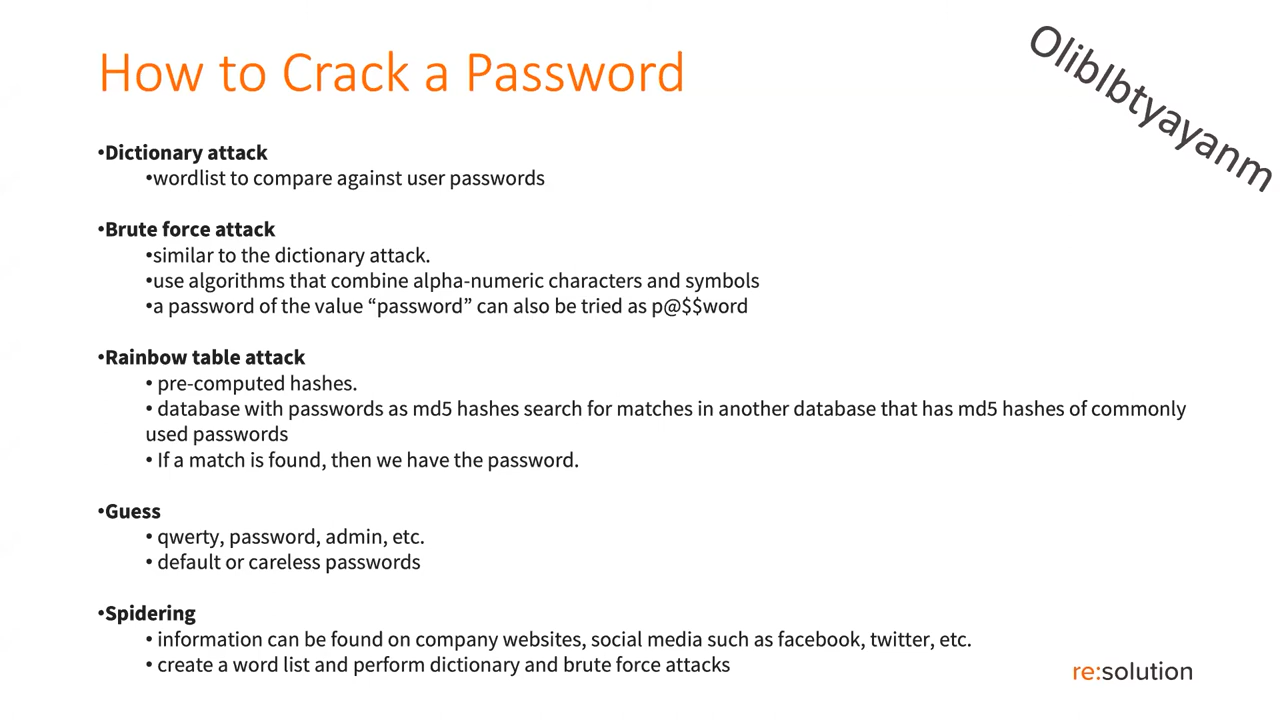 How to Crack a Password
Oliblbtyayanm
•Dictionary attack
•wordlist to compare against user passwords
•Brute force attack
•similar to the dictionary attack.
•use algorithms that combine alpha-numeric characters and symbols
•a password of the value “password” can also be tried as p@$$word
•Rainbow table attack
• pre-computed hashes.
• database with passwords as md5 hashes search for matches in another database that has md5 hashes of commonly
used passwords
• If a match is found, then we have the password.
•Guess
• qwerty, password, admin, etc.
• default or careless passwords
•Spidering
• information can be found on company websites, social media such as facebook, twitter, etc.
• create a word list and perform dictionary and brute force attacks
re:solution